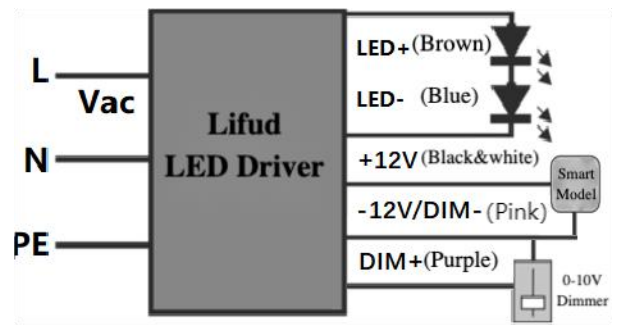 L
Vac
N
PE
Lifud
LED Driver
LED+(Brown)
LED- (Blue)
+12V(Black&white)
-12V/DIM-(Pink)
DIM+(Purple)
Smart
Model
0-10V
Dimmer